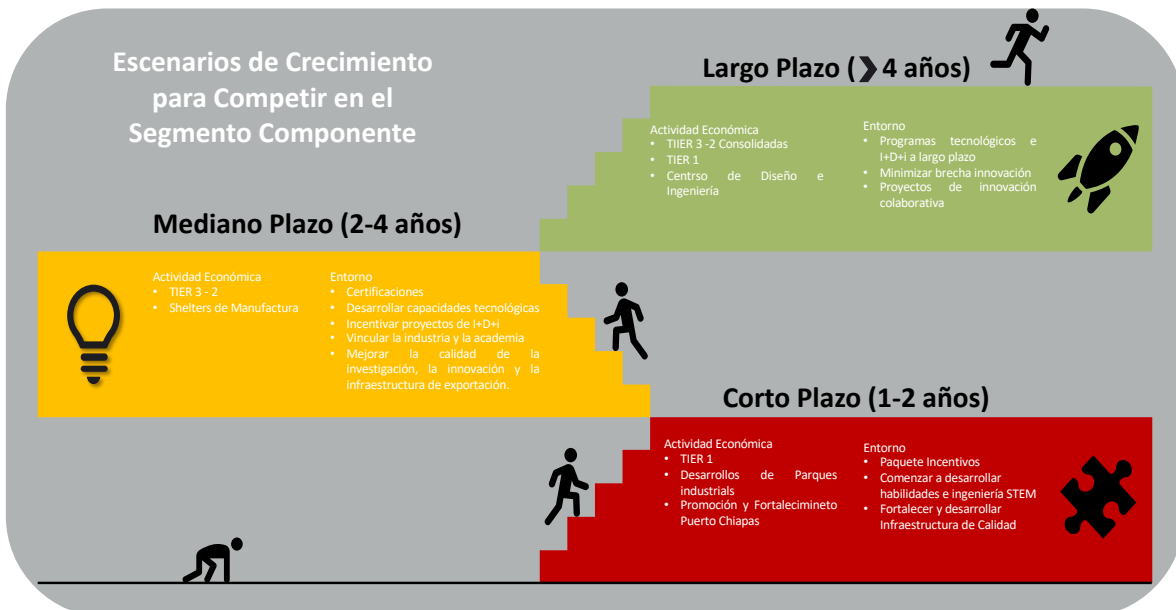 Escenarios de Crecimiento
para Competir en el
Segmento Componente
Largo Plazo (❯ 4 años)
Actividad Económica
• TIIER 3 -2 Consolidadas
• TIER 1
• Centrso de Diseño e
Ingeniería
Entorno
• Programas tecnológicos e
I+D+i a largo plazo
• Minimizar brecha innovación
• Proyectos de innovación
colaborativa
Mediano Plazo (2-4 años)
Actividad Económica
• TIER 3 - 2
• Shelters de Manufactura
Entorno
• Certificaciones
• Desarrollar capacidades tecnológicas
• Incentivar proyectos de I+D+i
• Vincular la industria y la academia
• Mejorar la calidad de la
investigación, la innovación y la
infraestructura de exportación.
Corto Plazo (1-2 años)
Actividad Económica
• TIER 1
• Desarrollos de Parques
industrials
• Promoción y Fortalecimineto
Puerto Chiapas
Entorno
• Paquete Incentivos
• Comenzar a desarrollar
habilidades e ingeniería STEM
• Fortalecer y desarrollar
Infraestructura de Calidad